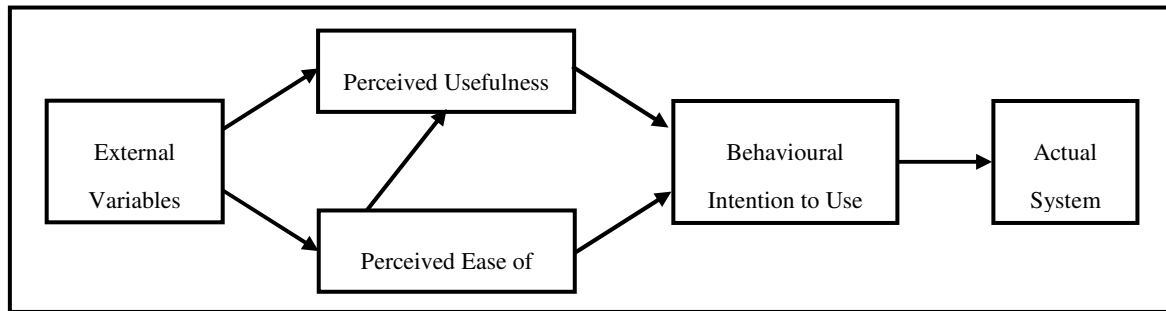 External
Variables
Perceived Usefulness
Perceived Ease of
Behavioural
Intention to Use
Actual
System